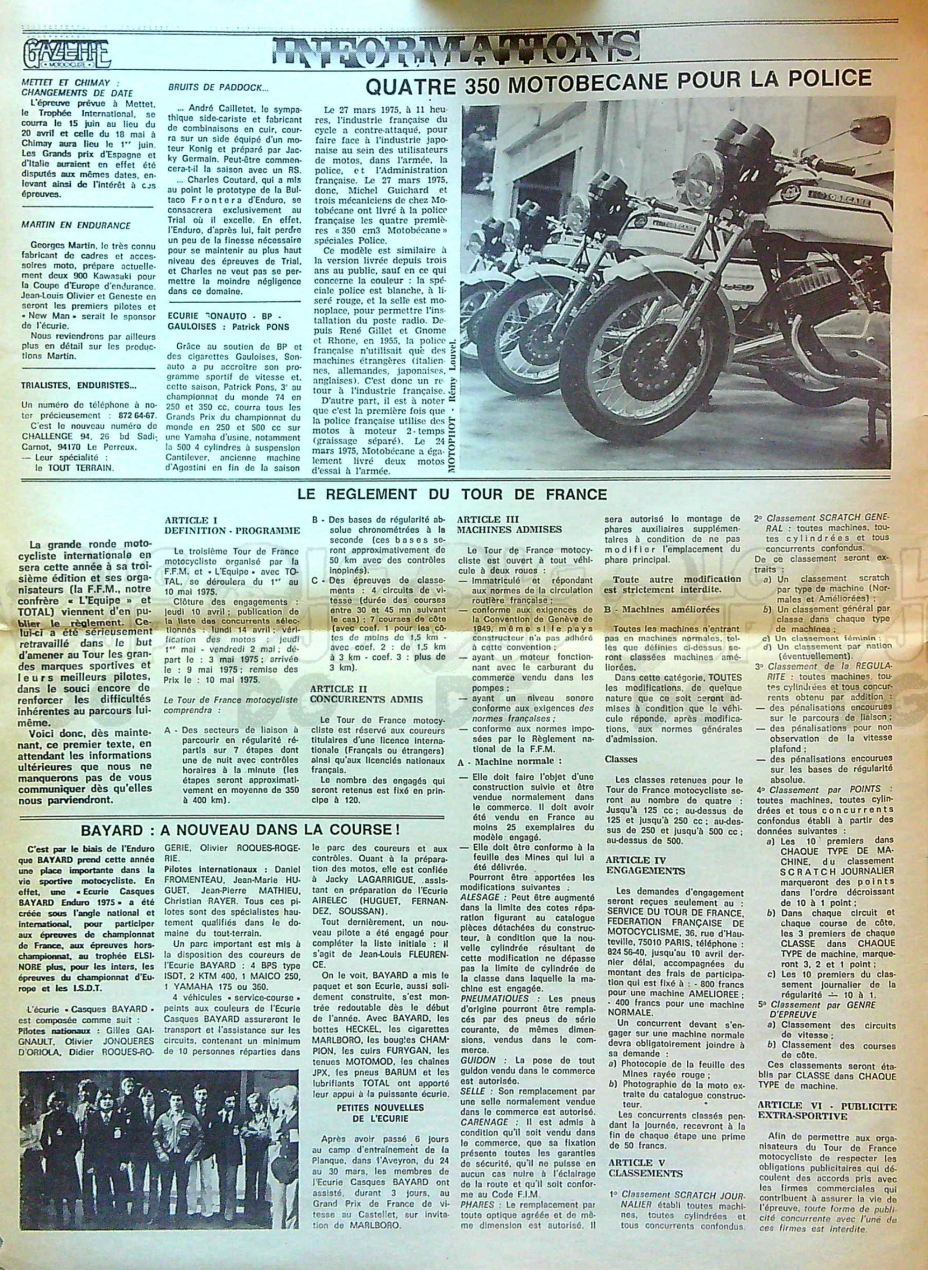 GAZETTE
MOTOCYCLISTE
INFORMATIONS
METTET ET CHIMAY :
CHANGEMENTS DE DATE
L'épreuve prévue à Mettet,
le Trophée International, se
courra le 15 juin au lieu du
20 avril et celle du 18 mai à
Chimay aura lieu le 1er juin.
Les Grands prix d'Espagne et
d'Italie auraient en effet été
disputés aux mêmes dates, en-
levant ainsi de l'intérêt à ces
épreuves.
MARTIN EN ENDURANCE
Georges Martin, le très connu
fabricant de cadres et acces-
soires moto, prépare actuelle-
ment deux 900 Kawasaki pour
la Coupe d'Europe d'endurance.
Jean-Louis Olivier et Geneste en
seront les premiers pilotes et
« New Man » serait le sponsor
de l'écurie.
Nous reviendrons par ailleurs
plus en détail sur les produc-
tions Martin.
TRIALISTES, ENDURISTES...
Un numéro de téléphone à no-
ter précieusement : 872 64-67.
C'est le nouveau numéro de
CHALLENGE 94, 26 bd Sadi-
Carnot, 94170 Le Perreux.
— Leur spécialité :
le TOUT TERRAIN.
BRUITS DE PADDOCK...
... André Cailletet, le sympa-
thique side-cariste et fabricant
de combinaisons en cuir, cour-
ra sur un side équipé d'un mo-
teur Konig et préparé par Jac-
ky Germain. Peut-être commen-
cera-t-il la saison avec un RS.
... Charles Coutard, qui a mis
au point le prototype de la Bul-
taco Frontera d'Enduro, se
consacrera exclusivement au
Trial où il excelle. En effet,
l'Enduro, d'après lui, fait perdre
un peu de la finesse nécessaire
pour se maintenir au plus haut
niveau des épreuves de Trial,
et Charles ne veut pas se per-
mettre la moindre négligence
dans ce domaine.
ECURIE SONAUTO - BP -
GAULOISES : Patrick PONS
Grâce au soutien de BP et
des cigarettes Gauloises, Son-
auto a pu accroître son pro-
gramme sportif de vitesse et,
cette saison, Patrick Pons, 3e au
championnat du monde 74 en
250 et 350 cc, courra tous les
Grands Prix du championnat du
monde en 250 et 500 cc sur
une Yamaha d'usine, notamment
la 500 4 cylindres à suspension
Cantilever, ancienne machine
d'Agostini en fin de la saison
QUATRE 350 MOTOBECANE POUR LA POLICE
Le 27 mars 1975, à 11 heu-
res, l'industrie française du
cycle a contre-attaqué, pour
faire face à l'industrie japo-
naise au sein des utilisateurs
de motos, dans l'armée, la
police, et l'Administration
française. Le 27 mars 1975,
donc, Michel Guichard et
trois mécaniciens de chez Mo-
tobécane ont livré à la police
française les quatre premiè-
res « 350 cm3 Motobécane »
spéciales Police.
Ce modèle est similaire à
la version livrée depuis trois
ans au public, sauf en ce qui
concerne la couleur : la spé-
ciale police est blanche, à li-
seré rouge, et la selle est mo-
noplace, pour permettre l'ins-
tallation du poste radio. De-
puis René Gillet et Gnome
et Rhone, en 1955, la police
française n'utilisait que des
machines étrangères (italien-
nes, allemandes, japonaises,
anglaises). C'est donc un re-
tour à l'industrie française.
D'autre part, il est à noter
que c'est la première fois que
la police française utilise des
motos à moteur 2-temps
(graissage séparé). Le 24
mars 1975, Motobécane a éga-
lement livré deux motos
d'essai à l'armée.
MOTOPHOT - Rémy Louvel.
MOTOBECANE
LE REGLEMENT DU TOUR DE FRANCE
La grande ronde moto-
cycliste internationale en
sera cette année à sa troi-
sième édition et ses orga-
nisateurs (la F.F.M., notre
confrère « L'Equipe » et
TOTAL) viennent d'en pu-
blier le règlement. Ce-
lui-ci a été sérieusement
retravaillé dans le but
d'amener au Tour les gran-
des marques sportives et
leurs meilleurs pilotes,
dans le souci encore de
renforcer les difficultés
inhérentes au parcours lui-
même.
Voici donc, dès mainte-
nant, ce premier texte, en
attendant les informations
ultérieures que nous ne
manquerons pas de vous
communiquer dès qu'elles
nous parviendront.
ARTICLE I
DEFINITION - PROGRAMME
Le troisième Tour de France
motocycliste organisé par la
F.F.M. et « L'Equipe » avec TO-
TAL, se déroulera du 1er au
10 mai 1975.
Clôture des engagements :
jeudi 10 avril ; publication de
la liste des concurrents sélec-
tionnés : lundi 14 avril ; véri-
fication des motos : jeudi
1er mai - vendredi 2 mai ; dé-
part le : 3 mai 1975 ; arrivée
le : 9 mai 1975 ; remise des
Prix le : 10 mai 1975.
Le Tour de France motocycliste
comprendra :
A - Des secteurs de liaison à
parcourir en régularité ré-
partis sur 7 étapes dont
une de nuit avec contrôles
horaires à la minute (les
étapes seront approximati-
vement en moyenne de 350
à 400 km).
B - Des bases de régularité ab-
solue chronométrées à la
seconde (ces bases se-
ront approximativement de
50 km avec des contrôles
inopinés).
C - Des épreuves de classe-
ments : 4 circuits de vi-
tesse (durée des courses
entre 30 et 45 mn suivant
le cas) ; 7 courses de côte
(avec coef. 1 pour les cô-
tes de moins de 1,5 km -
avec coef. 2 : de 1,5 km
à 3 km - coef. 3 : plus de
3 km).
ARTICLE II
CONCURRENTS ADMIS
Le Tour de France motocy-
cliste est réservé aux coureurs
titulaires d'une licence interna-
tionale (Français ou étrangers)
ainsi qu'aux licenciés nationaux
français.
Le nombre des engagés qui
seront retenus est fixé en prin-
cipe à 120.
ARTICLE III
MACHINES ADMISES
Le Tour de France motocy-
cliste est ouvert à tout véhi-
cule à deux roues :
— Immatriculé et répondant
aux normes de la circulation
routière française ;
— conforme aux exigences de
la Convention de Genève de
1949, même si le pays
constructeur n'a pas adhéré
à cette convention ;
— ayant un moteur fonction-
nant avec le carburant du
commerce vendu dans les
pompes ;
— ayant un niveau sonore
conforme aux exigences des
normes françaises ;
— conforme aux normes impo-
sées par le Règlement na-
tional de la F.F.M.
A - Machine normale :
— Elle doit faire l'objet d'une
construction suivie et être
vendue normalement dans
le commerce. Il doit avoir
été vendu en France au
moins 25 exemplaires du
modèle engagé.
— Elle doit être conforme à la
feuille des Mines qui lui a
été délivrée.
Pourront être apportées les
modifications suivantes :
ALESAGE : Peut être augmenté
dans la limite des cotes répa-
ration figurant au catalogue
pièces détachées du construc-
teur, à condition que la nou-
velle cylindrée résultant de
cette modification ne dépasse
pas la limite de cylindrée de
la classe dans laquelle la ma-
chine est engagée.
PNEUMATIQUES : Les pneus
d'origine pourront être rempla-
cés par des pneus de série
courante, de mêmes dimen-
sions, vendus dans le com-
merce.
GUIDON : La pose de tout
guidon vendu dans le commerce
est autorisée.
SELLE : Son remplacement par
une selle normalement vendue
dans le commerce est autorisé.
CARENAGE : Il est admis à
condition qu'il soit vendu dans
le commerce, que sa fixation
présente toutes les garanties
de sécurité, qu'il ne puisse en
aucun cas nuire à l'éclairage
de la route et qu'il soit confor-
me au Code F.I.M.
PHARES : Le remplacement par
toute optique agréée et de mê-
me dimension est autorisé. Il
sera autorisé le montage de
phares auxiliaires supplémen-
taires à condition de ne pas
modifier l'emplacement du
phare principal.
Toute autre modification
est strictement interdite.
B - Machines améliorées
Toutes les machines n'entrant
pas en machines normales, tel-
les que définies ci-dessus se-
ront classées machines amé-
liorées.
Dans cette catégorie, TOUTES
les modifications, de quelque
nature que ce soit seront ad-
mises à condition que le véhi-
cule réponde, après modifica-
tions, aux normes générales
d'admission.
Classes
Les classes retenues pour le
Tour de France motocycliste se-
ront au nombre de quatre :
Jusqu'à 125 cc ; au-dessus de
125 et jusqu'à 250 cc ; au-des-
sus de 250 et jusqu'à 500 cc ;
au-dessus de 500.
ARTICLE IV
ENGAGEMENTS
Les demandes d'engagement
seront reçues seulement au :
SERVICE DU TOUR DE FRANCE,
FEDERATION FRANÇAISE DE
MOTOCYCLISME, 36, rue d'Hau-
teville, 75010 PARIS, téléphone :
824 56-40, jusqu'au 10 avril der-
nier délai, accompagnées du
montant des frais de participa-
tion qui est fixé à : - 800 francs
pour une machine AMELIOREE ;
- 400 francs pour une machine
NORMALE.
Un concurrent devant s'en-
gager sur une machine normale
devra obligatoirement joindre à
sa demande :
a) Photocopie de la feuille des
Mines rayée rouge ;
b) Photographie de la moto ex-
traite du catalogue construc-
teur.
Les concurrents classés pen-
dant la journée, recevront à la
fin de chaque étape une prime
de 50 francs.
ARTICLE V
CLASSEMENTS
1° Classement SCRATCH JOUR-
NALIER établi toutes machi-
nes, toutes cylindrées et
tous concurrents confondus.
2° Classement SCRATCH GENE-
RAL : toutes machines, tou-
tes cylindrées et tous
concurrents confondus.
De ce classement seront ex-
traits :
a) Un classement scratch
par type de machine (Nor-
males et Améliorées) ;
b) Un classement général par
classe dans chaque type
de machine ;
c) Un classement féminin ;
d) Un classement par nation
(éventuellement).
3° Classement de la REGULA-
RITE : toutes machines, tou-
tes cylindrées et tous concur-
rents obtenu par addition :
— des pénalisations encourues
sur le parcours de liaison ;
— des pénalisations pour non
observation de la vitesse
plafond ;
— des pénalisations encourues
sur les bases de régularité
absolue.
4° Classement par POINTS :
toutes machines, toutes cylin-
drées et tous concurrents
confondus établi à partir des
données suivantes :
a) Les 10 premiers dans
CHAQUE TYPE DE MA-
CHINE, du classement
SCRATCH JOURNALIER
marqueront des points
dans l'ordre décroissant
de 10 à 1 point ;
b) Dans chaque circuit et
chaque course de côte,
les 3 premiers de chaque
CLASSE dans CHAQUE
TYPE de machine, marque-
ront 3, 2 et 1 point ;
c) Les 10 premiers du clas-
sement journalier de la
régularité — 10 à 1.
5° Classement par GENRE
D'EPREUVE
a) Classement des circuits
de vitesse ;
b) Classement des courses
de côte.
Ces classements seront éta-
blis par CLASSE dans CHAQUE
TYPE de machine.
ARTICLE VI - PUBLICITE
EXTRA-SPORTIVE
Afin de permettre aux orga-
nisateurs du Tour de France
motocycliste de respecter les
obligations publicitaires qui dé-
coulent des accords pris avec
les firmes commerciales qui
contribuent à assurer la vie de
l'épreuve, toute forme de publi-
cité concurrente avec l'une de
ces firmes est interdite.
BAYARD : A NOUVEAU DANS LA COURSE !
C'est par le biais de l'Enduro
que BAYARD prend cette année
une place importante dans la
vie sportive motocycliste. En
effet, une « Ecurie Casques
BAYARD Enduro 1975 » a été
créée sous l'angle national et
international, pour participer
aux épreuves de championnat
de France, aux épreuves hors-
championnat, au trophée ELSI-
NORE plus, pour les inters, les
épreuves du championnat d'Eu-
rope et les I.S.D.T.
L'écurie « Casques BAYARD »
est composée comme suit :
Pilotes nationaux : Gilles GAI-
GNAULT, Olivier JONQUERES
D'ORIOLA, Didier ROQUES-RO-
GERIE, Olivier ROQUES-ROGE-
RIE.
Pilotes Internationaux : Daniel
FROMENTEAU, Jean-Marie HU-
GUET, Jean-Pierre MATHIEU,
Christian RAYER. Tous ces pi-
lotes sont des spécialistes hau-
tement qualifiés dans le do-
maine du tout-terrain.
Un parc important est mis à
la disposition des coureurs de
l'Ecurie BAYARD : 4 BPS type
ISDT, 2 KTM 400, 1 MAICO 250,
1 YAMAHA 175 ou 360.
4 véhicules « service-course »
peints aux couleurs de l'Ecurie
Casques BAYARD assureront le
transport et l'assistance sur les
circuits, contenant un minimum
de 10 personnes réparties dans
le parc des coureurs et aux
contrôles. Quant à la prépara-
tion des motos, elle est confiée
à Jacky LAGARRIGUE, assis-
tant en préparation de l'Ecurie
AIRELEC (HUGUET, FERNAN-
DEZ, SOUSSAN).
Tout dernièrement, un nou-
veau pilote a été engagé pour
compléter la liste initiale : il
s'agit de Jean-Louis FLEUREN-
CE.
On le voit, BAYARD a mis le
paquet et son Ecurie, aussi soli-
dement construite, s'est mon-
trée redoutable dès le début
de l'année. Avec BAYARD, les
bottes HECKEL, les cigarettes
MARLBORO, les bougies CHAM-
PION, les cuirs FURYGAN, les
tenues MOTOMOD, les chaînes
JPX, les pneus BARUM et les
lubrifiants TOTAL ont apporté
leur appui à la puissante écurie.
PETITES NOUVELLES
DE L'ECURIE
Après avoir passé 6 jours
au camp d'entraînement de la
Planque, dans l'Aveyron, du 24
au 30 mars, les membres de
l'Ecurie Casques BAYARD ont
assisté, durant 3 jours, au
Grand Prix de France de vi-
tesse au Castellet, sur invita-
tion de MARLBORO.